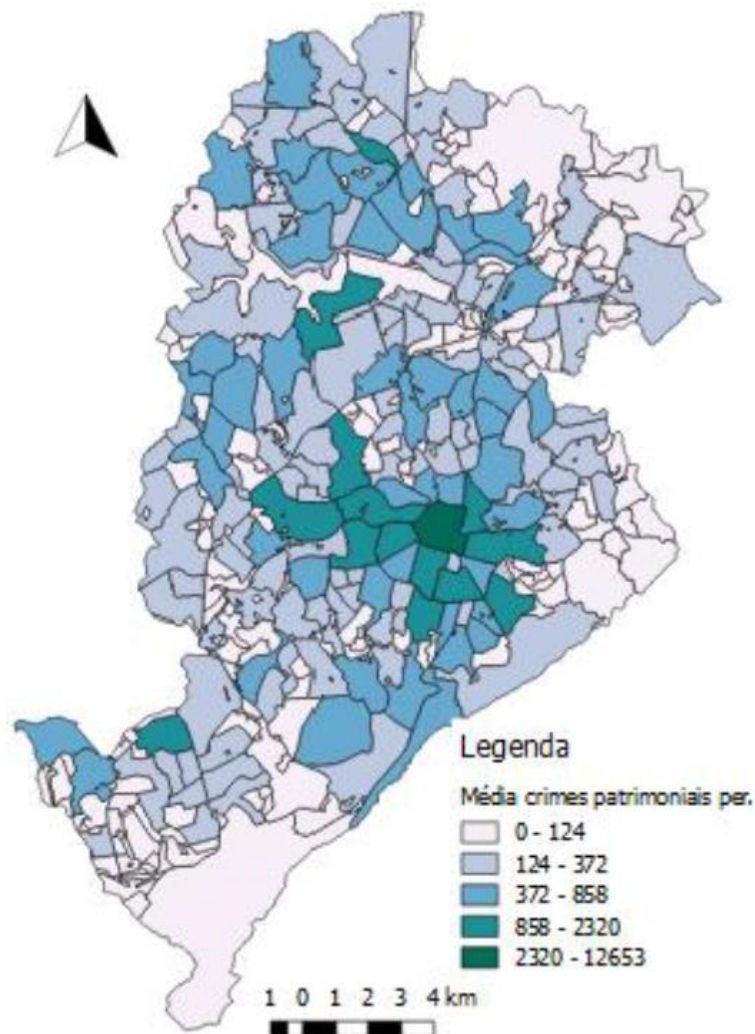 Legenda
Média crimes patrimoniais per.
0 - 124
124 - 372
372 - 858
858 - 2320
2320 - 12653
1 0 1 2 3 4 km